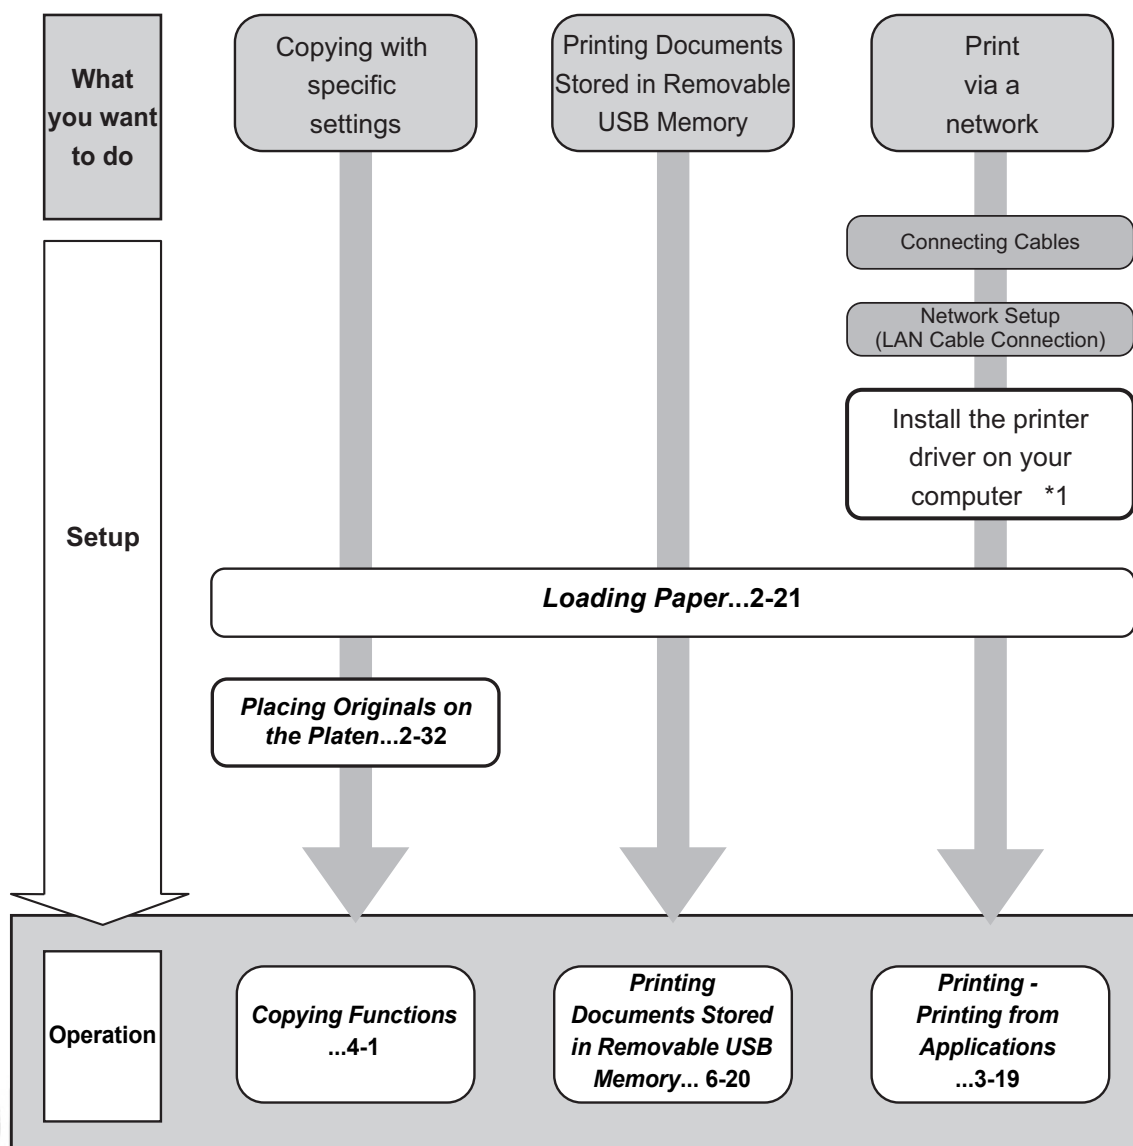 What
you want
to do
Copying with
specific
settings
Printing Documents
Stored in Removable
USB Memory
Print
via a
network
Connecting Cables
Network Setup
(LAN Cable Connection)
Install the printer
driver on your
computer *1
Setup
Loading Paper...2-21
Placing Originals on
the Platen...2-32
Operation
Copying Functions
...4-1
Printing
Documents Stored
in Removable USB
Memory... 6-20
Printing -
Printing from
Applications
...3-19